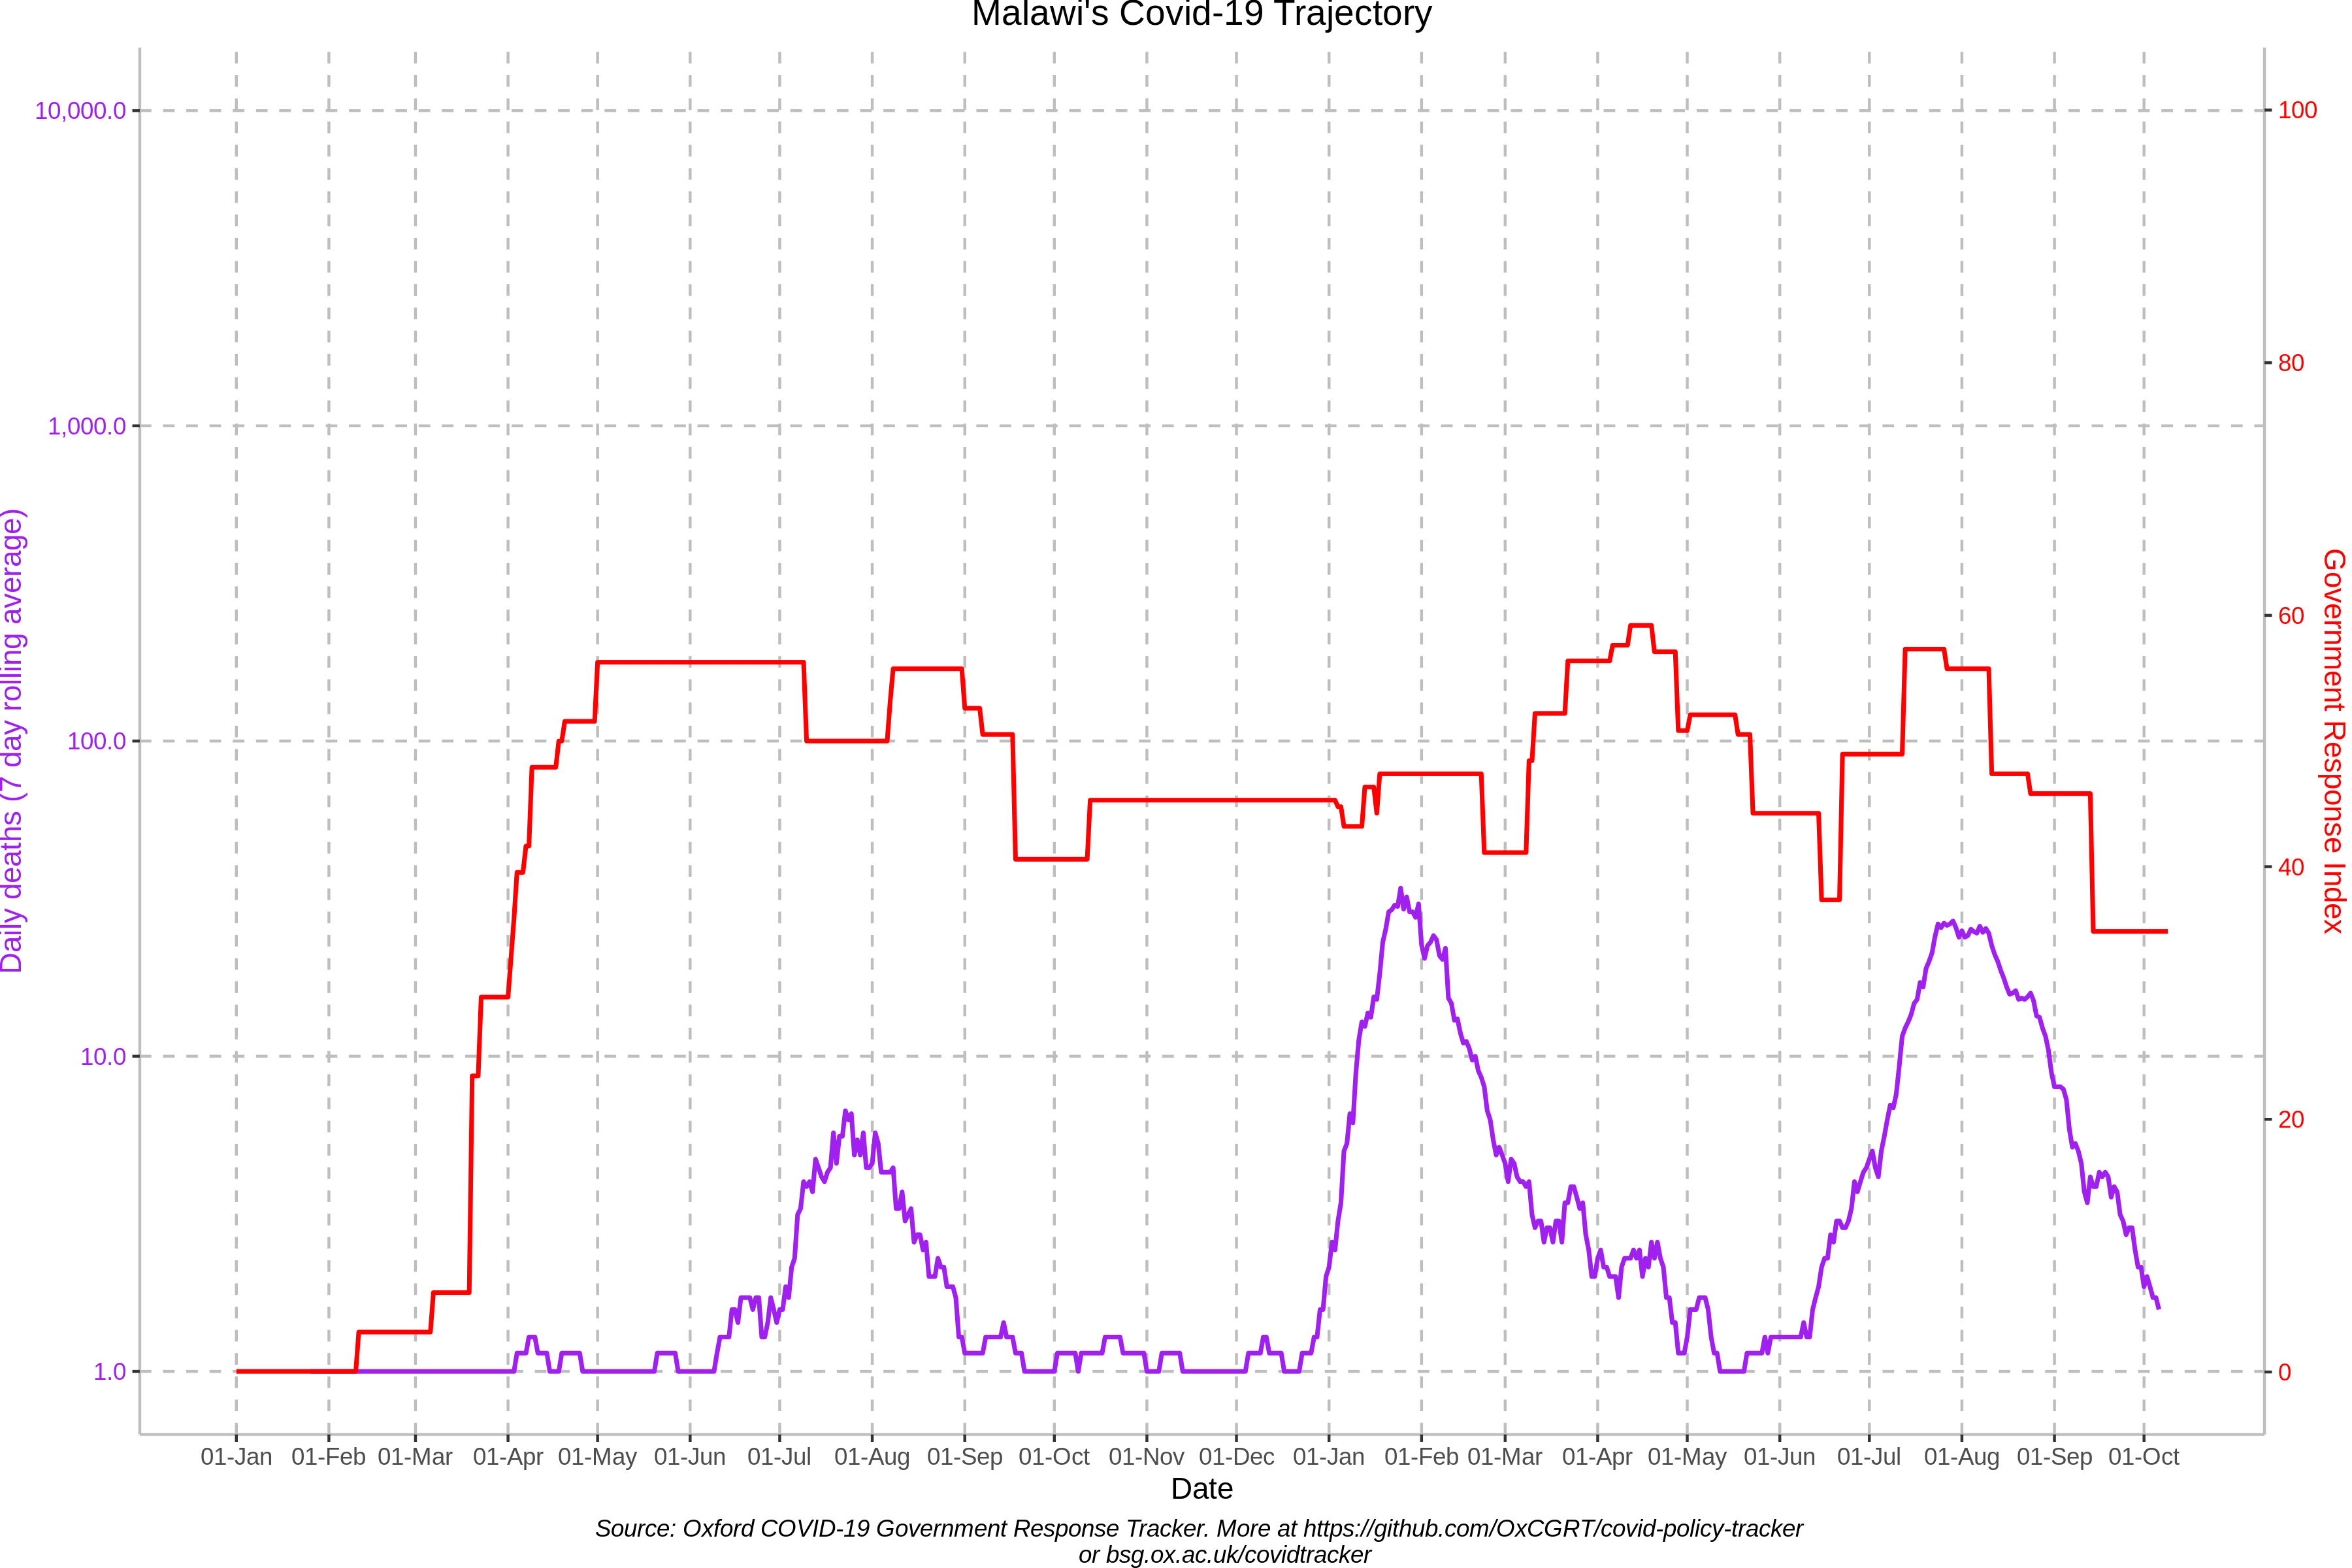 Malawi's Covid-19 Trajectory
10,000.0
1,000.0
100.0
10.0
1.0
Daily deaths (7 day rolling average)
100
80
60
40
20
0
Government Response Index
01-Jan 01-Feb 01-Mar 01-Apr 01-May 01-Jun 01-Jul 01-Aug 01-Sep 01-Oct 01-Nov 01-Dec 01-Jan 01-Feb 01-Mar 01-Apr 01-May 01-Jun 01-Jul 01-Aug 01-Sep 01-Oct
Date
Source: Oxford COVID-19 Government Response Tracker. More at https://github.com/OxCGRT/covid-policy-tracker
or bsg.ox.ac.uk/covidtracker